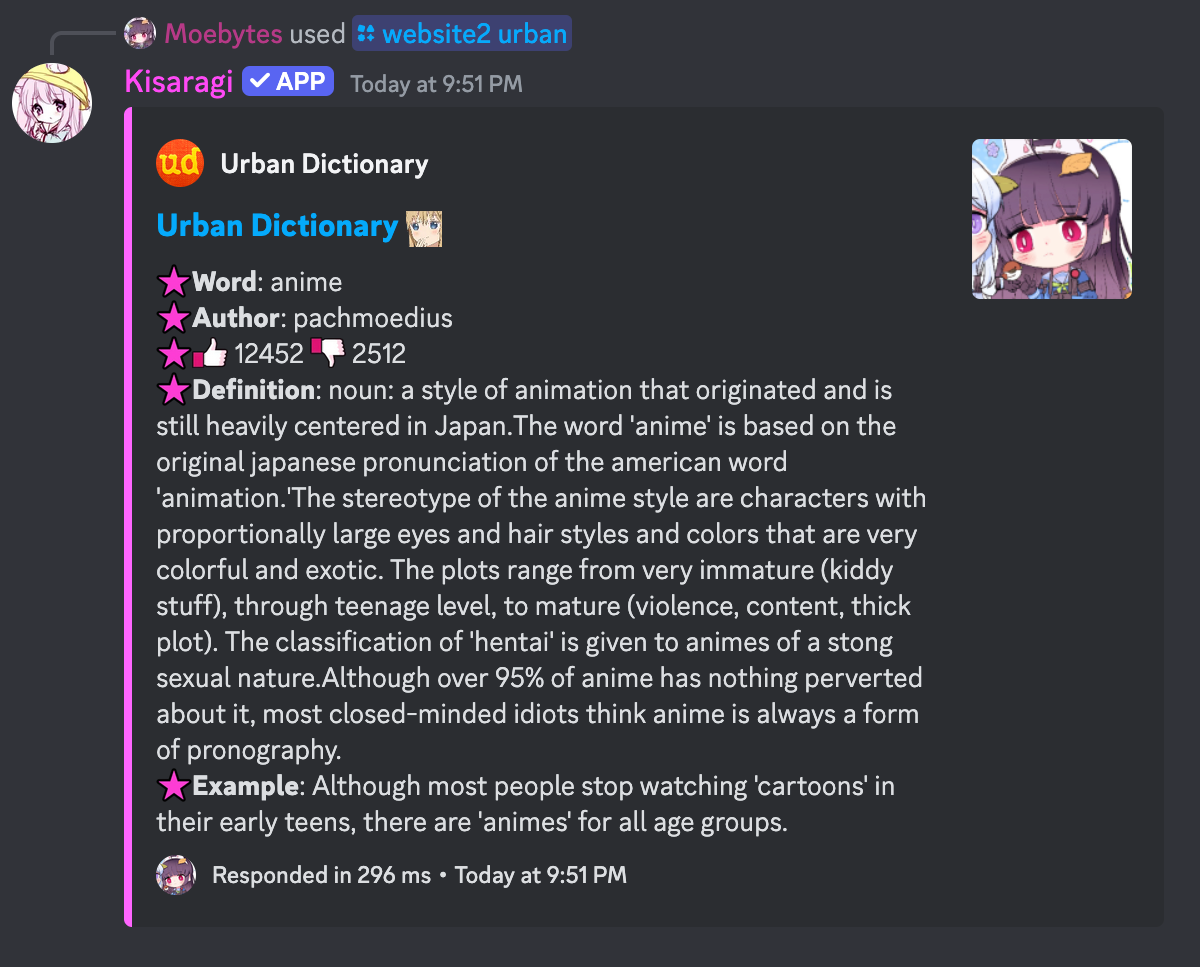 Moebytes used website2 urban
Kisaragi APP Today at 9:51 PM
ud Urban Dictionary
Urban Dictionary
Word: anime
Author: pachmoedius
12452 2512
Definition: noun: a style of animation that originated and is
still heavily centered in Japan.The word 'anime' is based on the
original japanese pronunciation of the american word
'animation.'The stereotype of the anime style are characters with
proportionally large eyes and hair styles and colors that are very
colorful and exotic. The plots range from very immature (kiddy
stuff), through teenage level, to mature (violence, content, thick
plot). The classification of 'hentai' is given to animes of a stong
sexual nature.Although over 95% of anime has nothing perverted
about it, most closed-minded idiots think anime is always a form
of pronography.
Example: Although most people stop watching 'cartoons' in
their early teens, there are 'animes' for all age groups.
Responded in 296 ms • Today at 9:51 PM